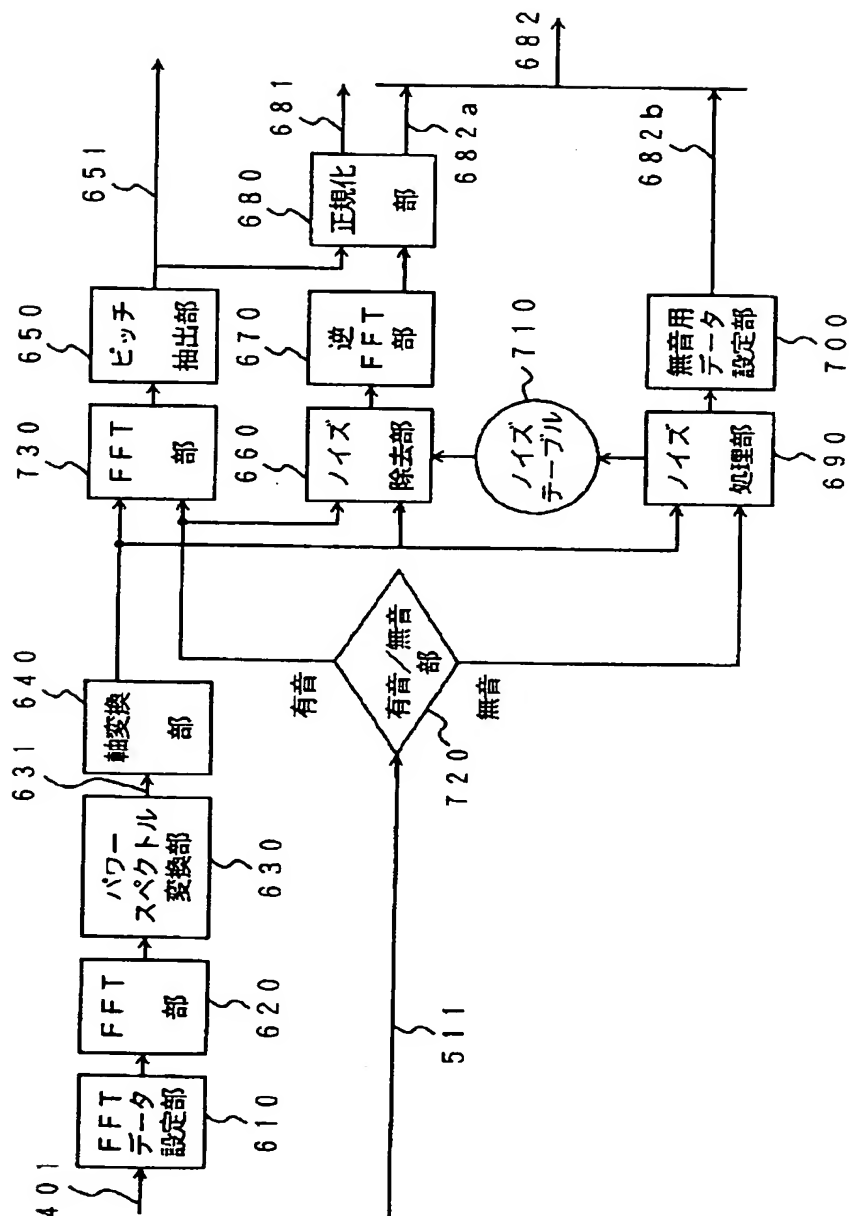 401
FFT
データ
設定部
610
FFT
部
620
パワー
スペクトル
変換部
630
631
軸変換
部
640
511
有音/無音
部
720
有音
無音
FFT
部
730
ピッチ
抽出部
650
651
ノイズ
除去部
660
逆
FFT
部
670
正規化
部
680
681
682a
ノイズ
テーブル
710
ノイズ
処理部
690
無音用
データ
設定部
700
682b
682